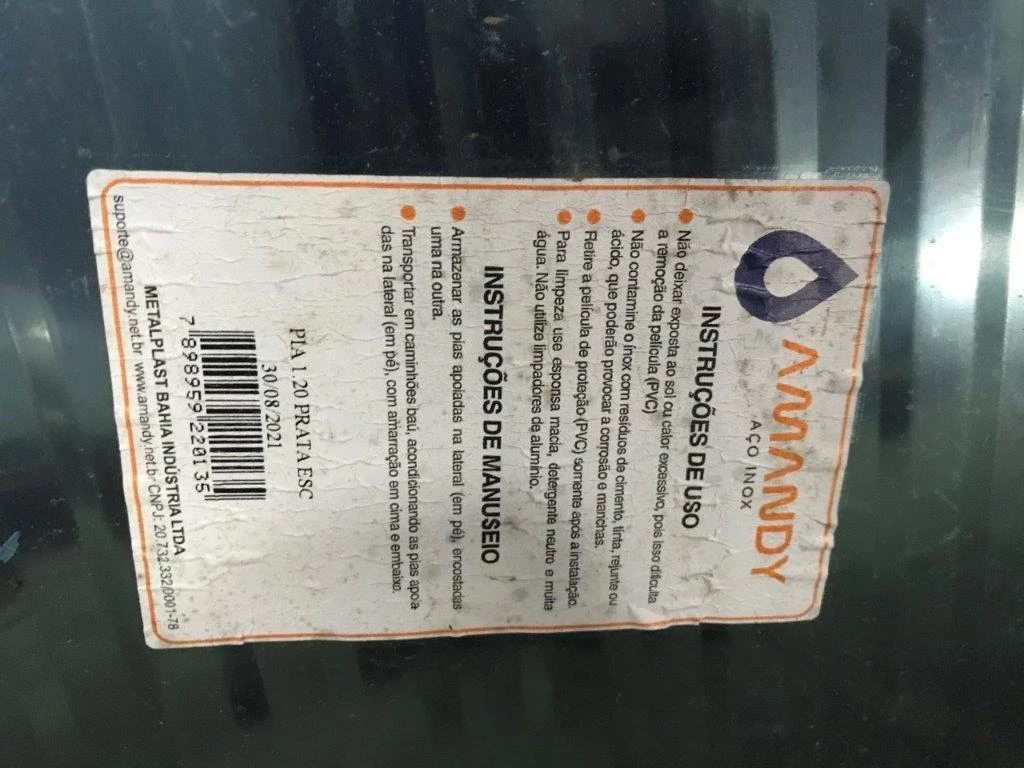 AMANDY
AÇO INOX
INSTRUÇÕES DE USO
Não deixar exposta ao sol ou calor excessivo, pois isso dificulta
a remoção da película (PVC)
Não contamine o inox com resíduos de cimento, tinta, rejunte ou
ácido, que poderão provocar a corrosão e manchas.
Retire a película de proteção (PVC) somente após a instalação.
Para limpeza use esponsa macia, detergente neutro e muita
água. Não utilize limpadores de alumínio.
INSTRUÇÕES DE MANUSEIO
Armazenar as pias apoiadas na lateral (em pé), encostadas
uma na outra.
Transportar em caminhões baú, acondicionando as pias apoia
das na lateral (em pé), com amarração em cima e embaixo.
PIA 1.20 PRATA ESC
30/08/2021
7 898959 220135
METALPLAST BAHIA INDÚSTRIA LTDA
suporte@amandy.net.br www.amandy.net.br CNPJ: 20.732.332/0001-78